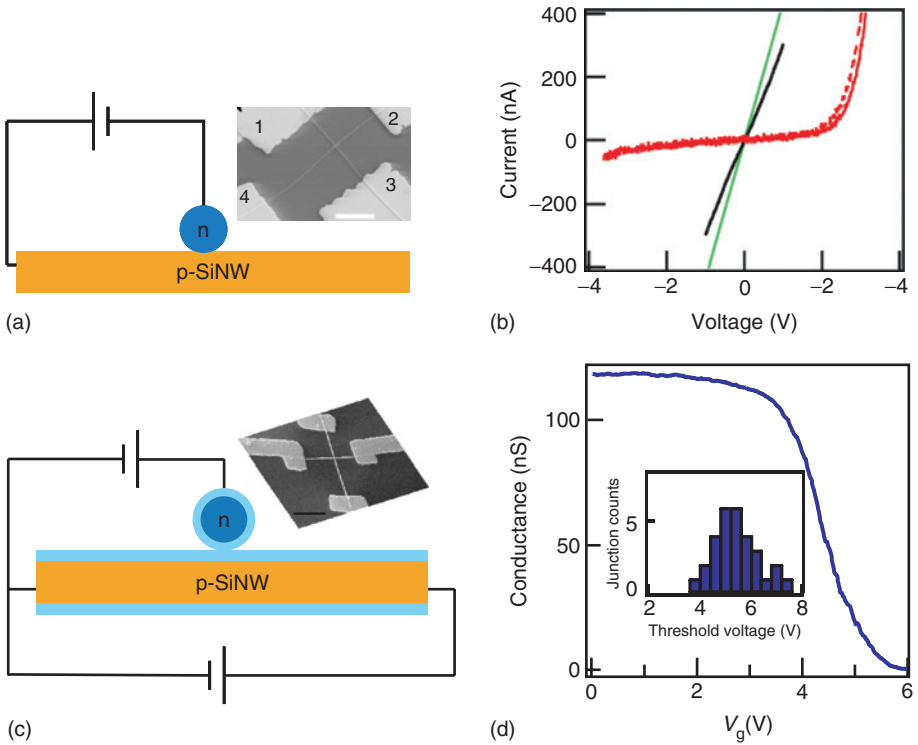 1
2
3
4
n
p-SiNW
(a)
400
200
0
−200
−400
Current (nA)
−4
−2
0
−2
−4
Voltage (V)
(b)
n
p-SiNW
(c)
100
50
0
Conductance (nS)
0
2
4
6
Vg(V)
5
0
Junction counts
2
4
6
8
Threshold voltage (V)
(d)